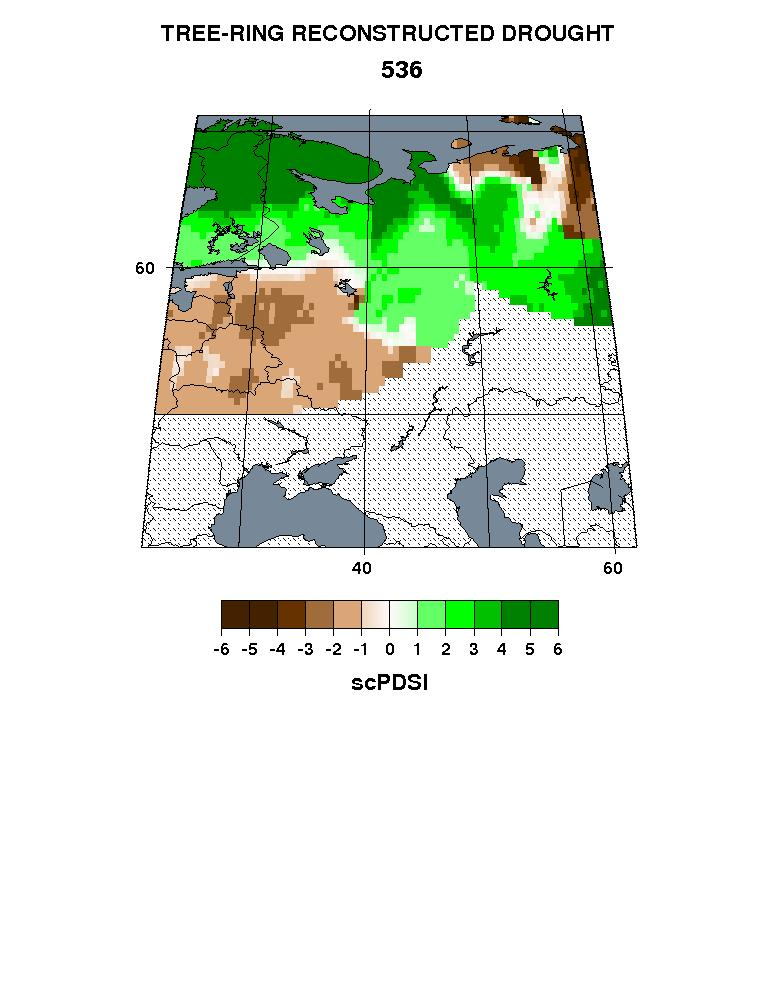 TREE-RING RECONSTRUCTED DROUGHT
536
60
40 60
-6 -5 -4 -3 -2 -1 0 1 2 3 4 5 6
scPDSI